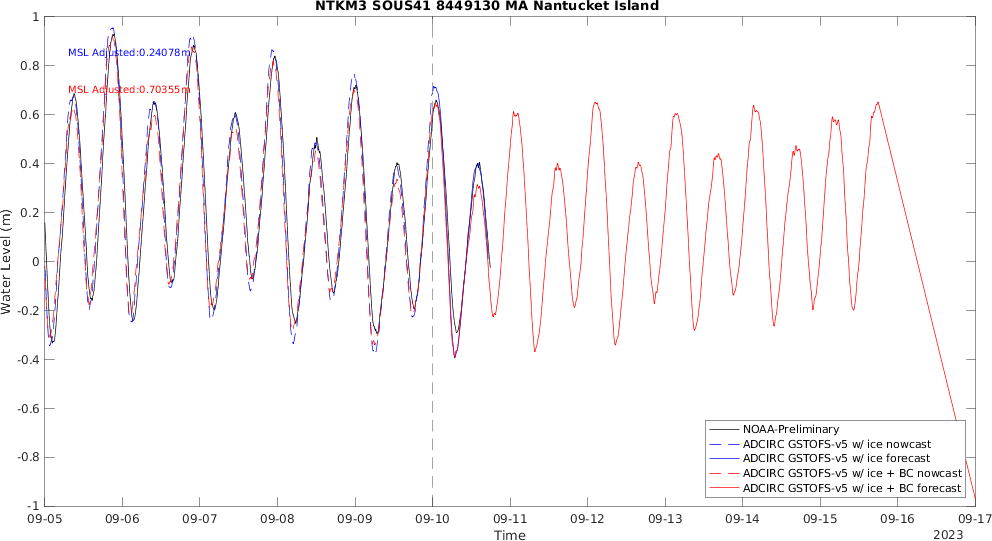 NTKM3 SOUS41 8449130 MA Nantucket Island
MSL Adjusted:0.24078m
MSL Adjusted:0.70355m
Water Level (m)
1
0.8
0.6
0.4
0.2
0
-0.2
-0.4
-0.6
-0.8
-1
NOAA-Preliminary
ADCIRC GSTOFS-v5 w/ ice nowcast
ADCIRC GSTOFS-v5 w/ ice forecast
ADCIRC GSTOFS-v5 w/ ice + BC nowcast
ADCIRC GSTOFS-v5 w/ ice + BC forecast
09-05 09-06 09-07 09-08 09-09 09-10 09-11 09-12 09-13 09-14 09-15 09-16 09-17
Time
2023